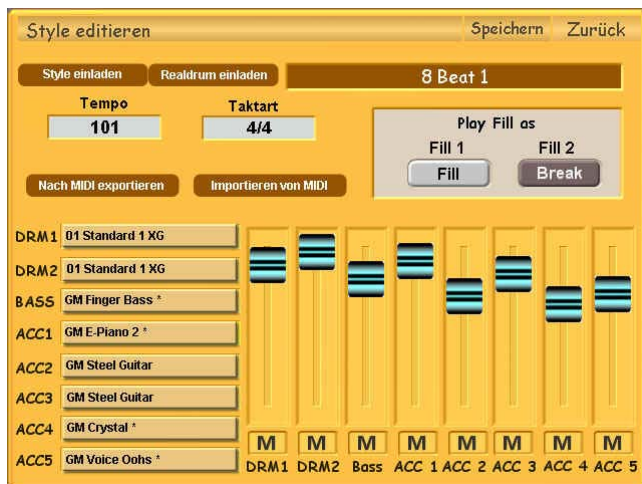 Style editieren Speichern Zurück
Style einladen Realdrum einladen 8 Beat 1
Tempo Taktart
101 4/4
Play Fill as
Fill 1 Fill 2
Fill Break
Nach MIDI exportieren Importieren von MIDI
DRM1 01 Standard 1 XG
DRM2 01 Standard 1 XG
BASS GM Finger Bass *
ACC1 GM E-Piano 2 *
ACC2 GM Steel Guitar
ACC3 GM Steel Guitar
ACC4 GM Crystal *
ACC5 GM Voice Oohs *
M M M M M M M M
DRM1 DRM2 Bass ACC 1 ACC 2 ACC 3 ACC 4 ACC 5